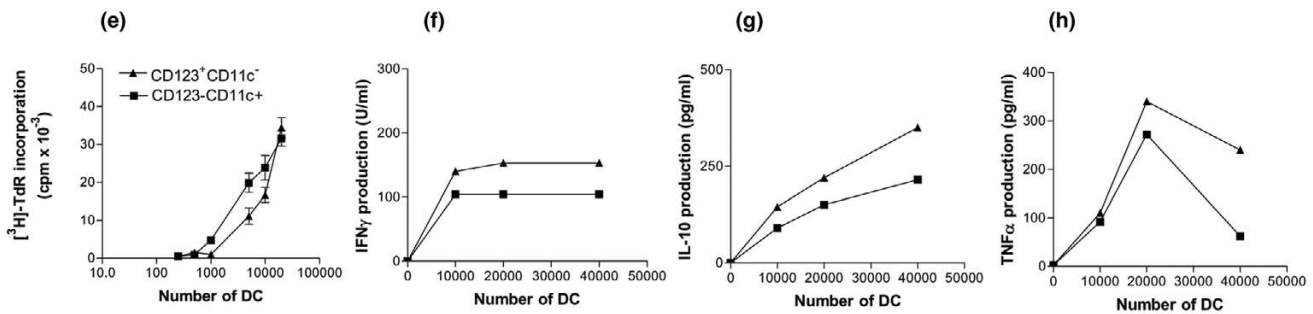 (e)
[³H]-TdR incorporation
(cpm x 10⁻³)
50
40
30
20
10
0
CD123⁺CD11c⁻
CD123-CD11c+
10.0
100
1000
10000
100000
Number of DC
(f)
IFNγ production (U/ml)
300
200
100
0
0
10000
20000
30000
40000
50000
Number of DC
(g)
IL-10 production (pg/ml)
500
250
0
0
10000
20000
30000
40000
50000
Number of DC
(h)
TNFα production (pg/ml)
400
300
200
100
0
0
10000
20000
30000
40000
50000
Number of DC